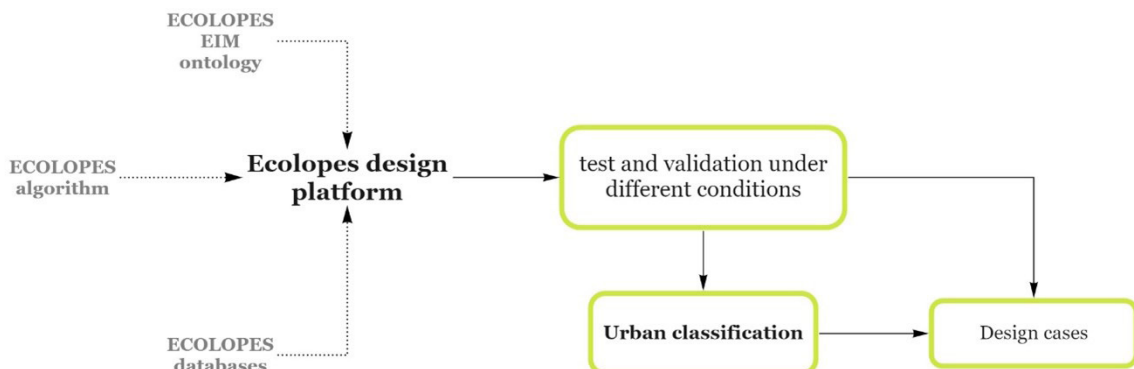 ECOLOPES
EIM
ontology
ECOLOPES
algorithm
Ecolopes design
platform
test and validation under
different conditions
Urban classification
Design cases
ECOLOPES
databases